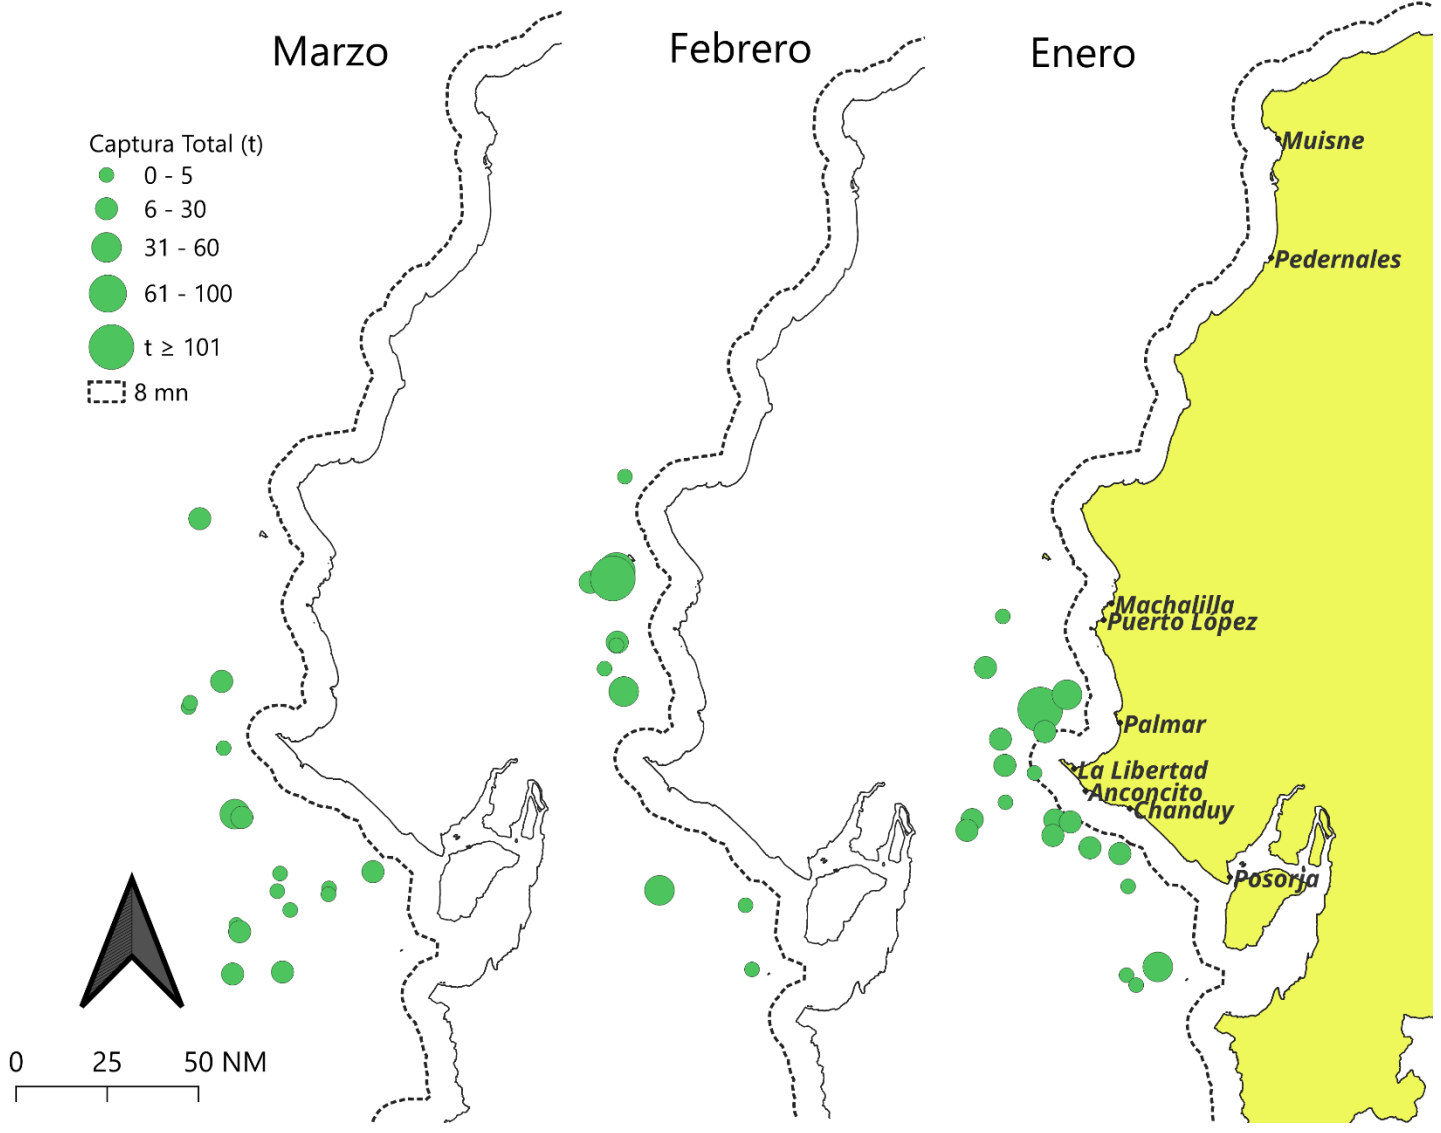 Marzo
Febrero
Enero
Captura Total (t)
0 - 5
6 - 30
31 - 60
61 - 100
t ≥ 101
8 mn
Muisne
Pedernales
Machalilla
Puerto López
Palmar
La Libertad
Anconcito
Chanduy
Posorja
0 25 50 NM